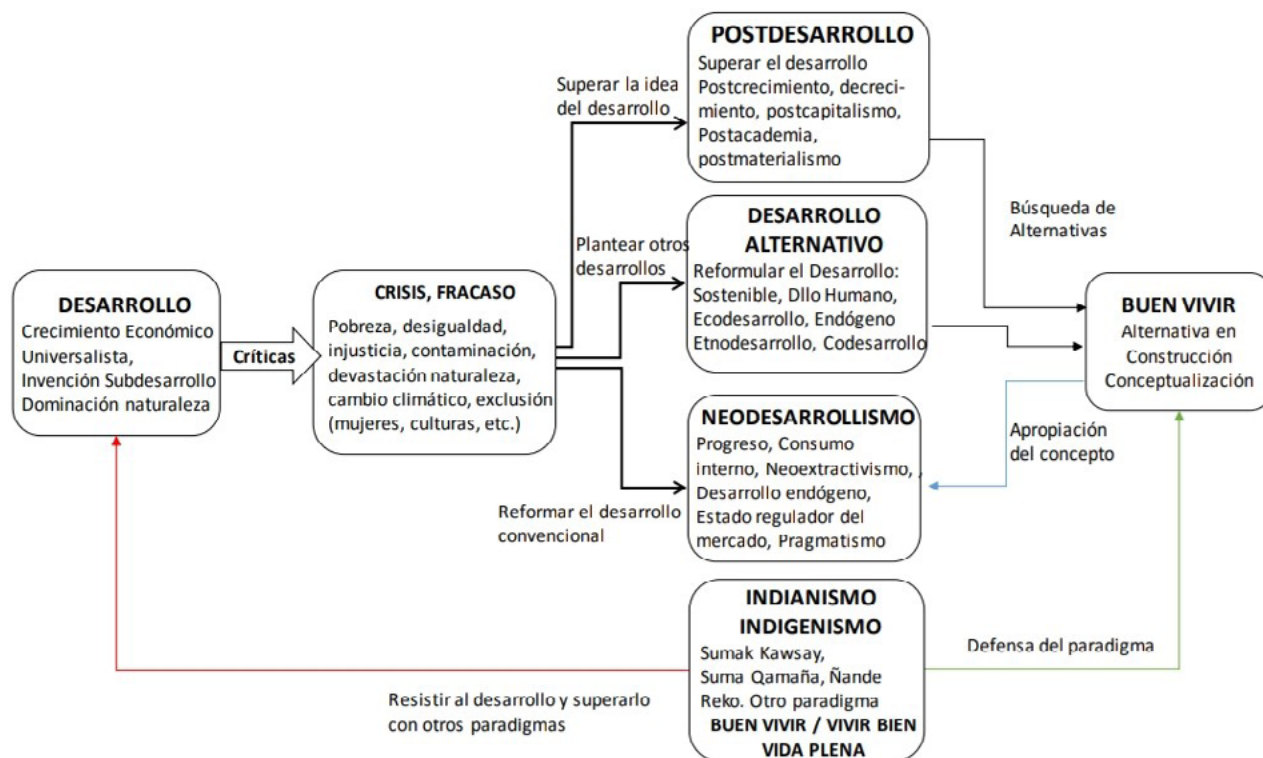 POSTDESARROLLO
Superar el desarrollo
Postcrecimiento, decreci-
miento, postcapitalismo,
Postacademia,
postmaterialismo
Superar la idea
del desarrollo
DESARROLLO
ALTERNATIVO
Reformular el Desarrollo:
Sostenible, Dllo Humano,
Ecodesarrollo, Endógeno
Etnodesarrollo, Codesarrollo
Plantear otros
desarrollos
Búsqueda de
Alternativas
DESARROLLO
Crecimiento Económico
Universalista,
Invención Subdesarrollo
Dominación naturaleza
Críticas
CRISIS, FRACASO
Pobreza, desigualdad,
injusticia, contaminación,
devastación naturaleza,
cambio climático, exclusión
(mujeres, culturas, etc.)
BUEN VIVIR
Alternativa en
Construcción
Conceptualización
NEODESARROLLISMO
Progreso, Consumo
interno, Neoextractivismo, ,
Desarrollo endógeno,
Estado regulador del
mercado, Pragmatismo
Apropiación
del concepto
Reformar el desarrollo
convencional
INDIANISMO
INDIGENISMO
Sumak Kawsay,
Suma Qamaña, Ñande
Reko. Otro paradigma
BUEN VIVIR / VIVIR BIEN
VIDA PLENA
Defensa del paradigma
Resistir al desarrollo y superarlo
con otros paradigmas